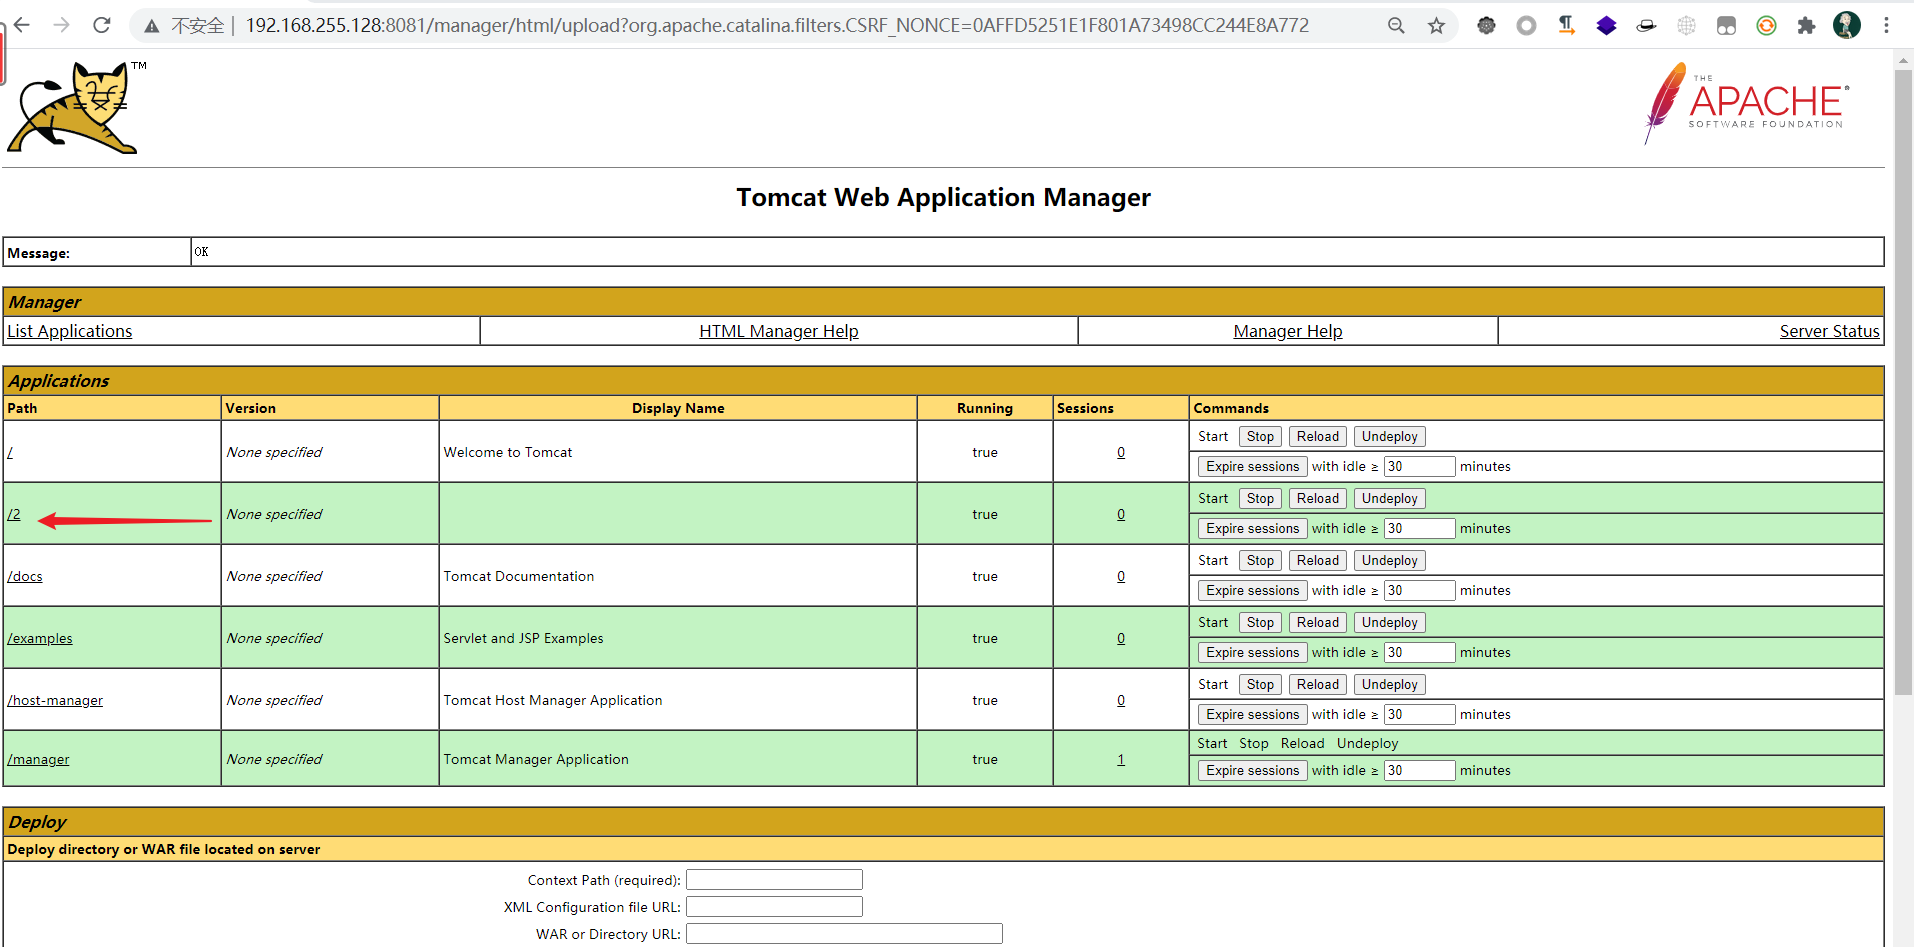 不安全 | 192.168.255.128:8081/manager/html/upload?org.apache.catalina.filters.CSRF_NONCE=0AFFD5251E1F801A73498CC244E8A772
TM
THE
APACHE®
SOFTWARE FOUNDATION
Tomcat Web Application Manager
Message: OK
Manager
List Applications HTML Manager Help Manager Help Server Status
Applications
Path Version Display Name Running Sessions Commands
/ None specified Welcome to Tomcat true 0 Start Stop Reload Undeploy
Expire sessions with idle ≥ 30 minutes
/2 None specified true 0 Start Stop Reload Undeploy
Expire sessions with idle ≥ 30 minutes
/docs None specified Tomcat Documentation true 0 Start Stop Reload Undeploy
Expire sessions with idle ≥ 30 minutes
/examples None specified Servlet and JSP Examples true 0 Start Stop Reload Undeploy
Expire sessions with idle ≥ 30 minutes
/host-manager None specified Tomcat Host Manager Application true 0 Start Stop Reload Undeploy
Expire sessions with idle ≥ 30 minutes
/manager None specified Tomcat Manager Application true 1 Start Stop Reload Undeploy
Expire sessions with idle ≥ 30 minutes
Deploy
Deploy directory or WAR file located on server
Context Path (required):
XML Configuration file URL:
WAR or Directory URL: